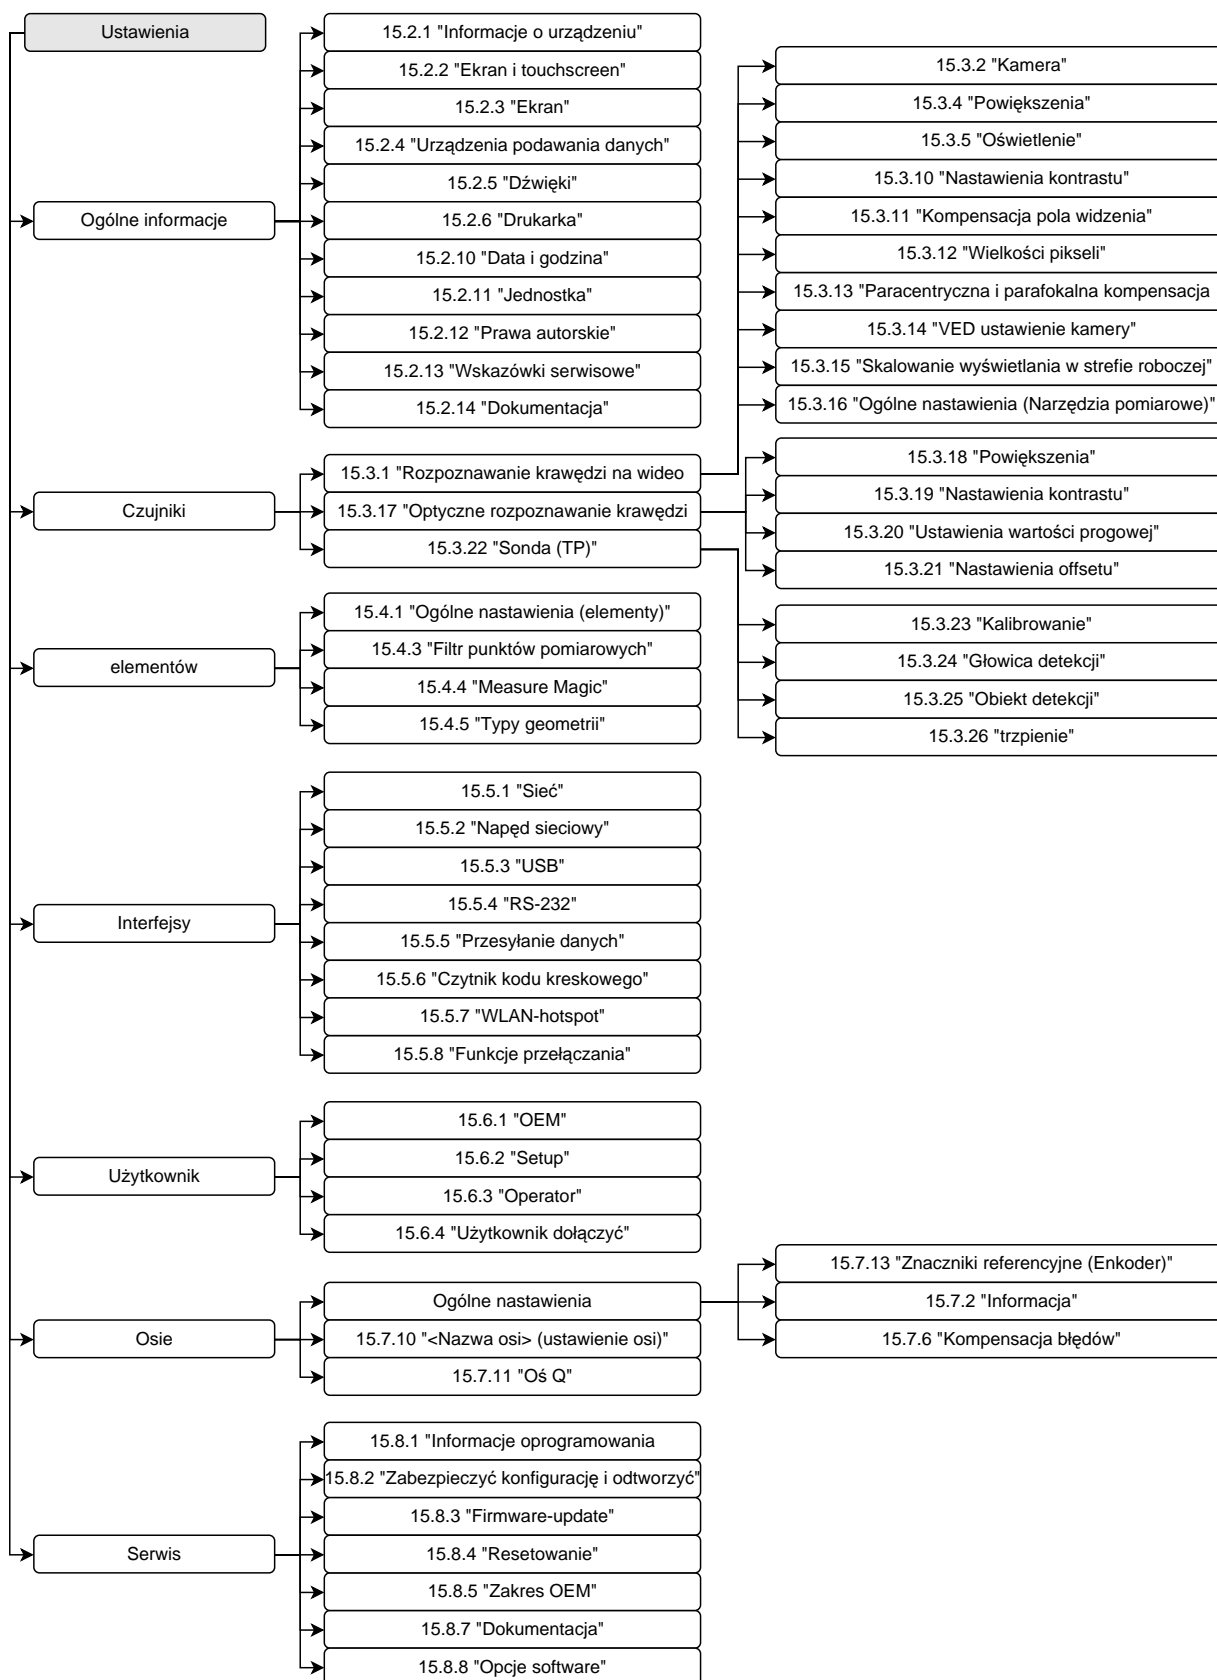 Ustawienia
Ogólne informacje
15.2.1 "Informacje o urządzeniu"
15.2.2 "Ekran i touchscreen"
15.2.3 "Ekran"
15.2.4 "Urządzenia podawania danych"
15.2.5 "Dźwięki"
15.2.6 "Drukarka"
15.2.10 "Data i godzina"
15.2.11 "Jednostka"
15.2.12 "Prawa autorskie"
15.2.13 "Wskazówki serwisowe"
15.2.14 "Dokumentacja"
Czujniki
15.3.1 "Rozpoznawanie krawędzi na wideo
15.3.2 "Kamera"
15.3.4 "Powiększenia"
15.3.5 "Oświetlenie"
15.3.10 "Nastawienia kontrastu"
15.3.11 "Kompensacja pola widzenia"
15.3.12 "Wielkości pikseli"
15.3.13 "Paracentryczna i parafokalna kompensacja
15.3.14 "VED ustawienie kamery"
15.3.15 "Skalowanie wyświetlania w strefie roboczej"
15.3.16 "Ogólne nastawienia (Narzędzia pomiarowe)"
15.3.17 "Optyczne rozpoznawanie krawędzi
15.3.18 "Powiększenia"
15.3.19 "Nastawienia kontrastu"
15.3.20 "Ustawienia wartości progowej"
15.3.21 "Nastawienia offsetu"
15.3.22 "Sonda (TP)"
15.3.23 "Kalibrowanie"
15.3.24 "Głowica detekcji"
15.3.25 "Obiekt detekcji"
15.3.26 "trzpienie"
elementów
15.4.1 "Ogólne nastawienia (elementy)"
15.4.3 "Filtr punktów pomiarowych"
15.4.4 "Measure Magic"
15.4.5 "Typy geometrii"
Interfejsy
15.5.1 "Sieć"
15.5.2 "Napęd sieciowy"
15.5.3 "USB"
15.5.4 "RS-232"
15.5.5 "Przesyłanie danych"
15.5.6 "Czytnik kodu kreskowego"
15.5.7 "WLAN-hotspot"
15.5.8 "Funkcje przełączania"
Użytkownik
15.6.1 "OEM"
15.6.2 "Setup"
15.6.3 "Operator"
15.6.4 "Użytkownik dołączyć"
Osie
Ogólne nastawienia
15.7.13 "Znaczniki referencyjne (Enkoder)"
15.7.2 "Informacja"
15.7.6 "Kompensacja błędów"
15.7.10 "<Nazwa osi> (ustawienie osi)"
15.7.11 "Oś Q"
Serwis
15.8.1 "Informacje oprogramowania
15.8.2 "Zabezpieczyć konfigurację i odtworzyć"
15.8.3 "Firmware-update"
15.8.4 "Resetowanie"
15.8.5 "Zakres OEM"
15.8.7 "Dokumentacja"
15.8.8 "Opcje software"